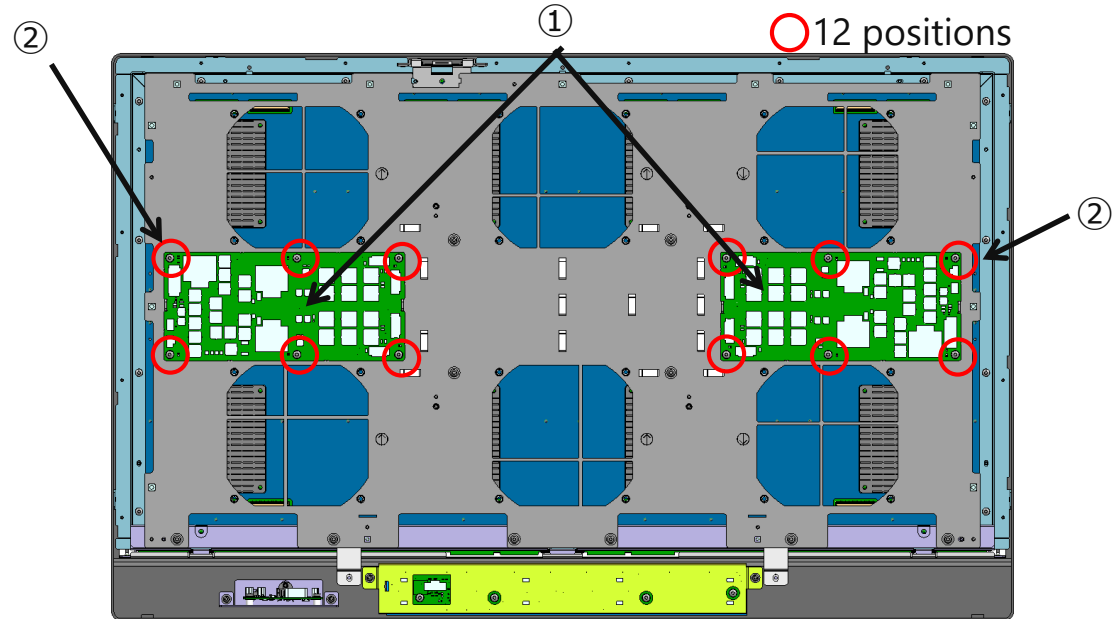 ①
12 positions
②
②